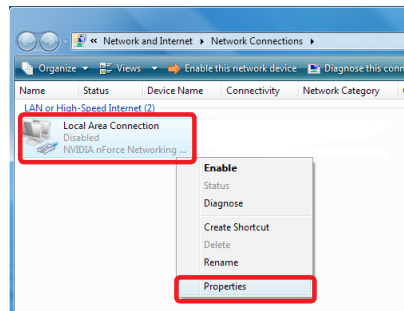 « Network and Internet ▸ Network Connections ▸
Organize Views Enable this network device Diagnose this conn
Name Status Device Name Connectivity Network Category
LAN or High-Speed Internet (2)
Local Area Connection
Disabled
NVIDIA nForce Networking ...
Enable
Status
Diagnose
Create Shortcut
Delete
Rename
Properties